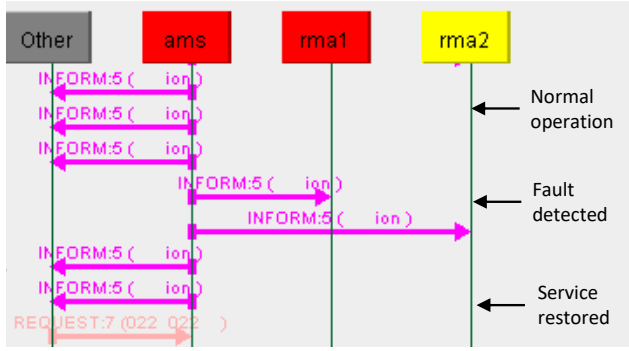 Other ams rma1 rma2
INFORM:5 ( ion )
INFORM:5 ( ion )
Normal
operation
INFORM:5 ( ion )
INFORM:5 ( ion )
Fault
detected
INFORM:5 ( ion )
INFORM:5 ( ion )
INFORM:5 ( ion )
Service
restored
REQUEST:7 (022 022 )